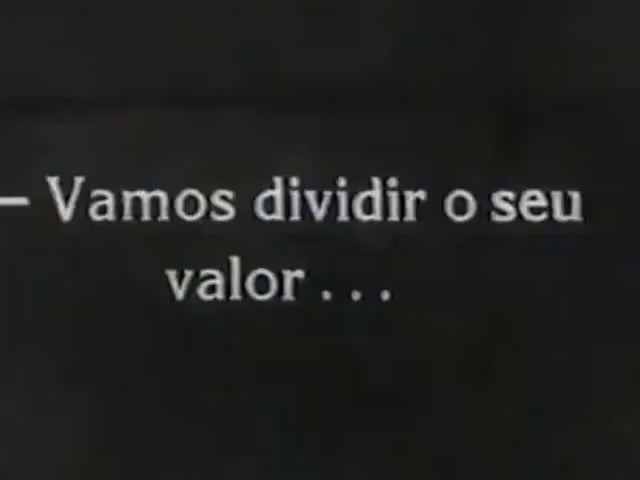 — Vamos dividir o seu
valor...